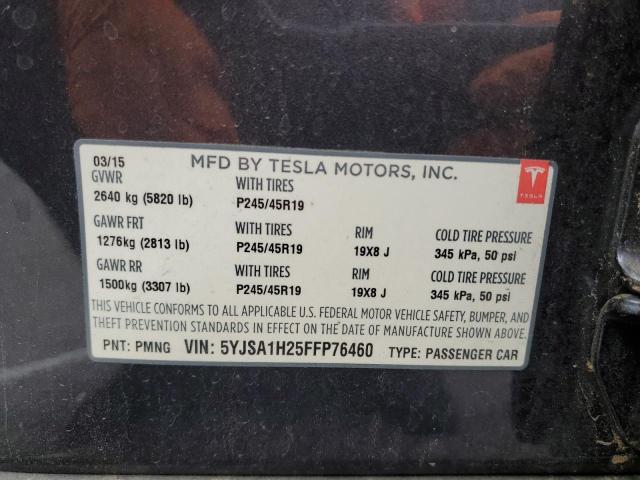 03/15 MFD BY TESLA MOTORS, INC.
GVWR WITH TIRES
2640 kg (5820 lb) P245/45R19
TESLA
GAWR FRT WITH TIRES RIM COLD TIRE PRESSURE
1276kg (2813 lb) P245/45R19 19X8 J 345 kPa, 50 psi
GAWR RR WITH TIRES RIM COLD TIRE PRESSURE
1500kg (3307 lb) P245/45R19 19X8 J 345 kPa, 50 psi
THIS VEHICLE CONFORMS TO ALL APPLICABLE U.S. FEDERAL MOTOR VEHICLE SAFETY, BUMPER, AND
THEFT PREVENTION STANDARDS IN EFFECT ON THE DATE OF MANUFACTURE SHOWN ABOVE.
PNT: PMNG VIN: 5YJSA1H25FFP76460 TYPE: PASSENGER CAR